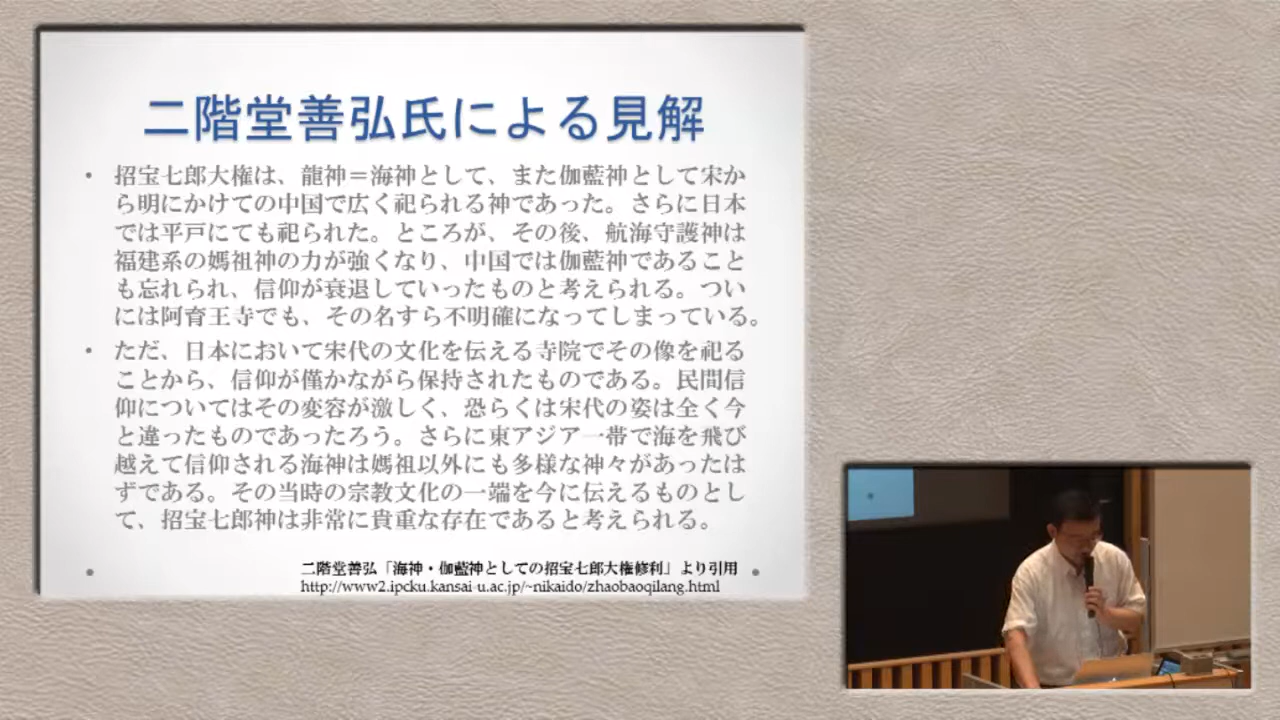 二階堂善弘氏による見解
• 招宝七郎大権は、龍神＝海神として、また伽藍神として宋か
ら明にかけての中国で広く祀られる神であった。さらに日本
では平戸にても祀られた。ところが、その後、航海守護神は
福建系の媽祖神の力が強くなり、中国では伽藍神であること
も忘れられ、信仰が衰退していったものと考えられる。つい
には阿育王寺でも、その名すら不明確になってしまっている。
• ただ、日本において宋代の文化を伝える寺院でその像を祀る
ことから、信仰が僅かながら保持されたものである。民間信
仰についてはその変容が激しく、恐らくは宋代の姿は全く今
と違ったものであったろう。さらに東アジア一帯で海を飛び
越えて信仰される海神は媽祖以外にも多様な神々があったは
ずである。その当時の宗教文化の一端を今に伝えるものとし
て、招宝七郎神は非常に貴重な存在であると考えられる。
二階堂善弘「海神・伽藍神としての招宝七郎大権修利」より引用
http://www2.ipcku.kansai-u.ac.jp/~nikaido/zhaobaoqilang.html